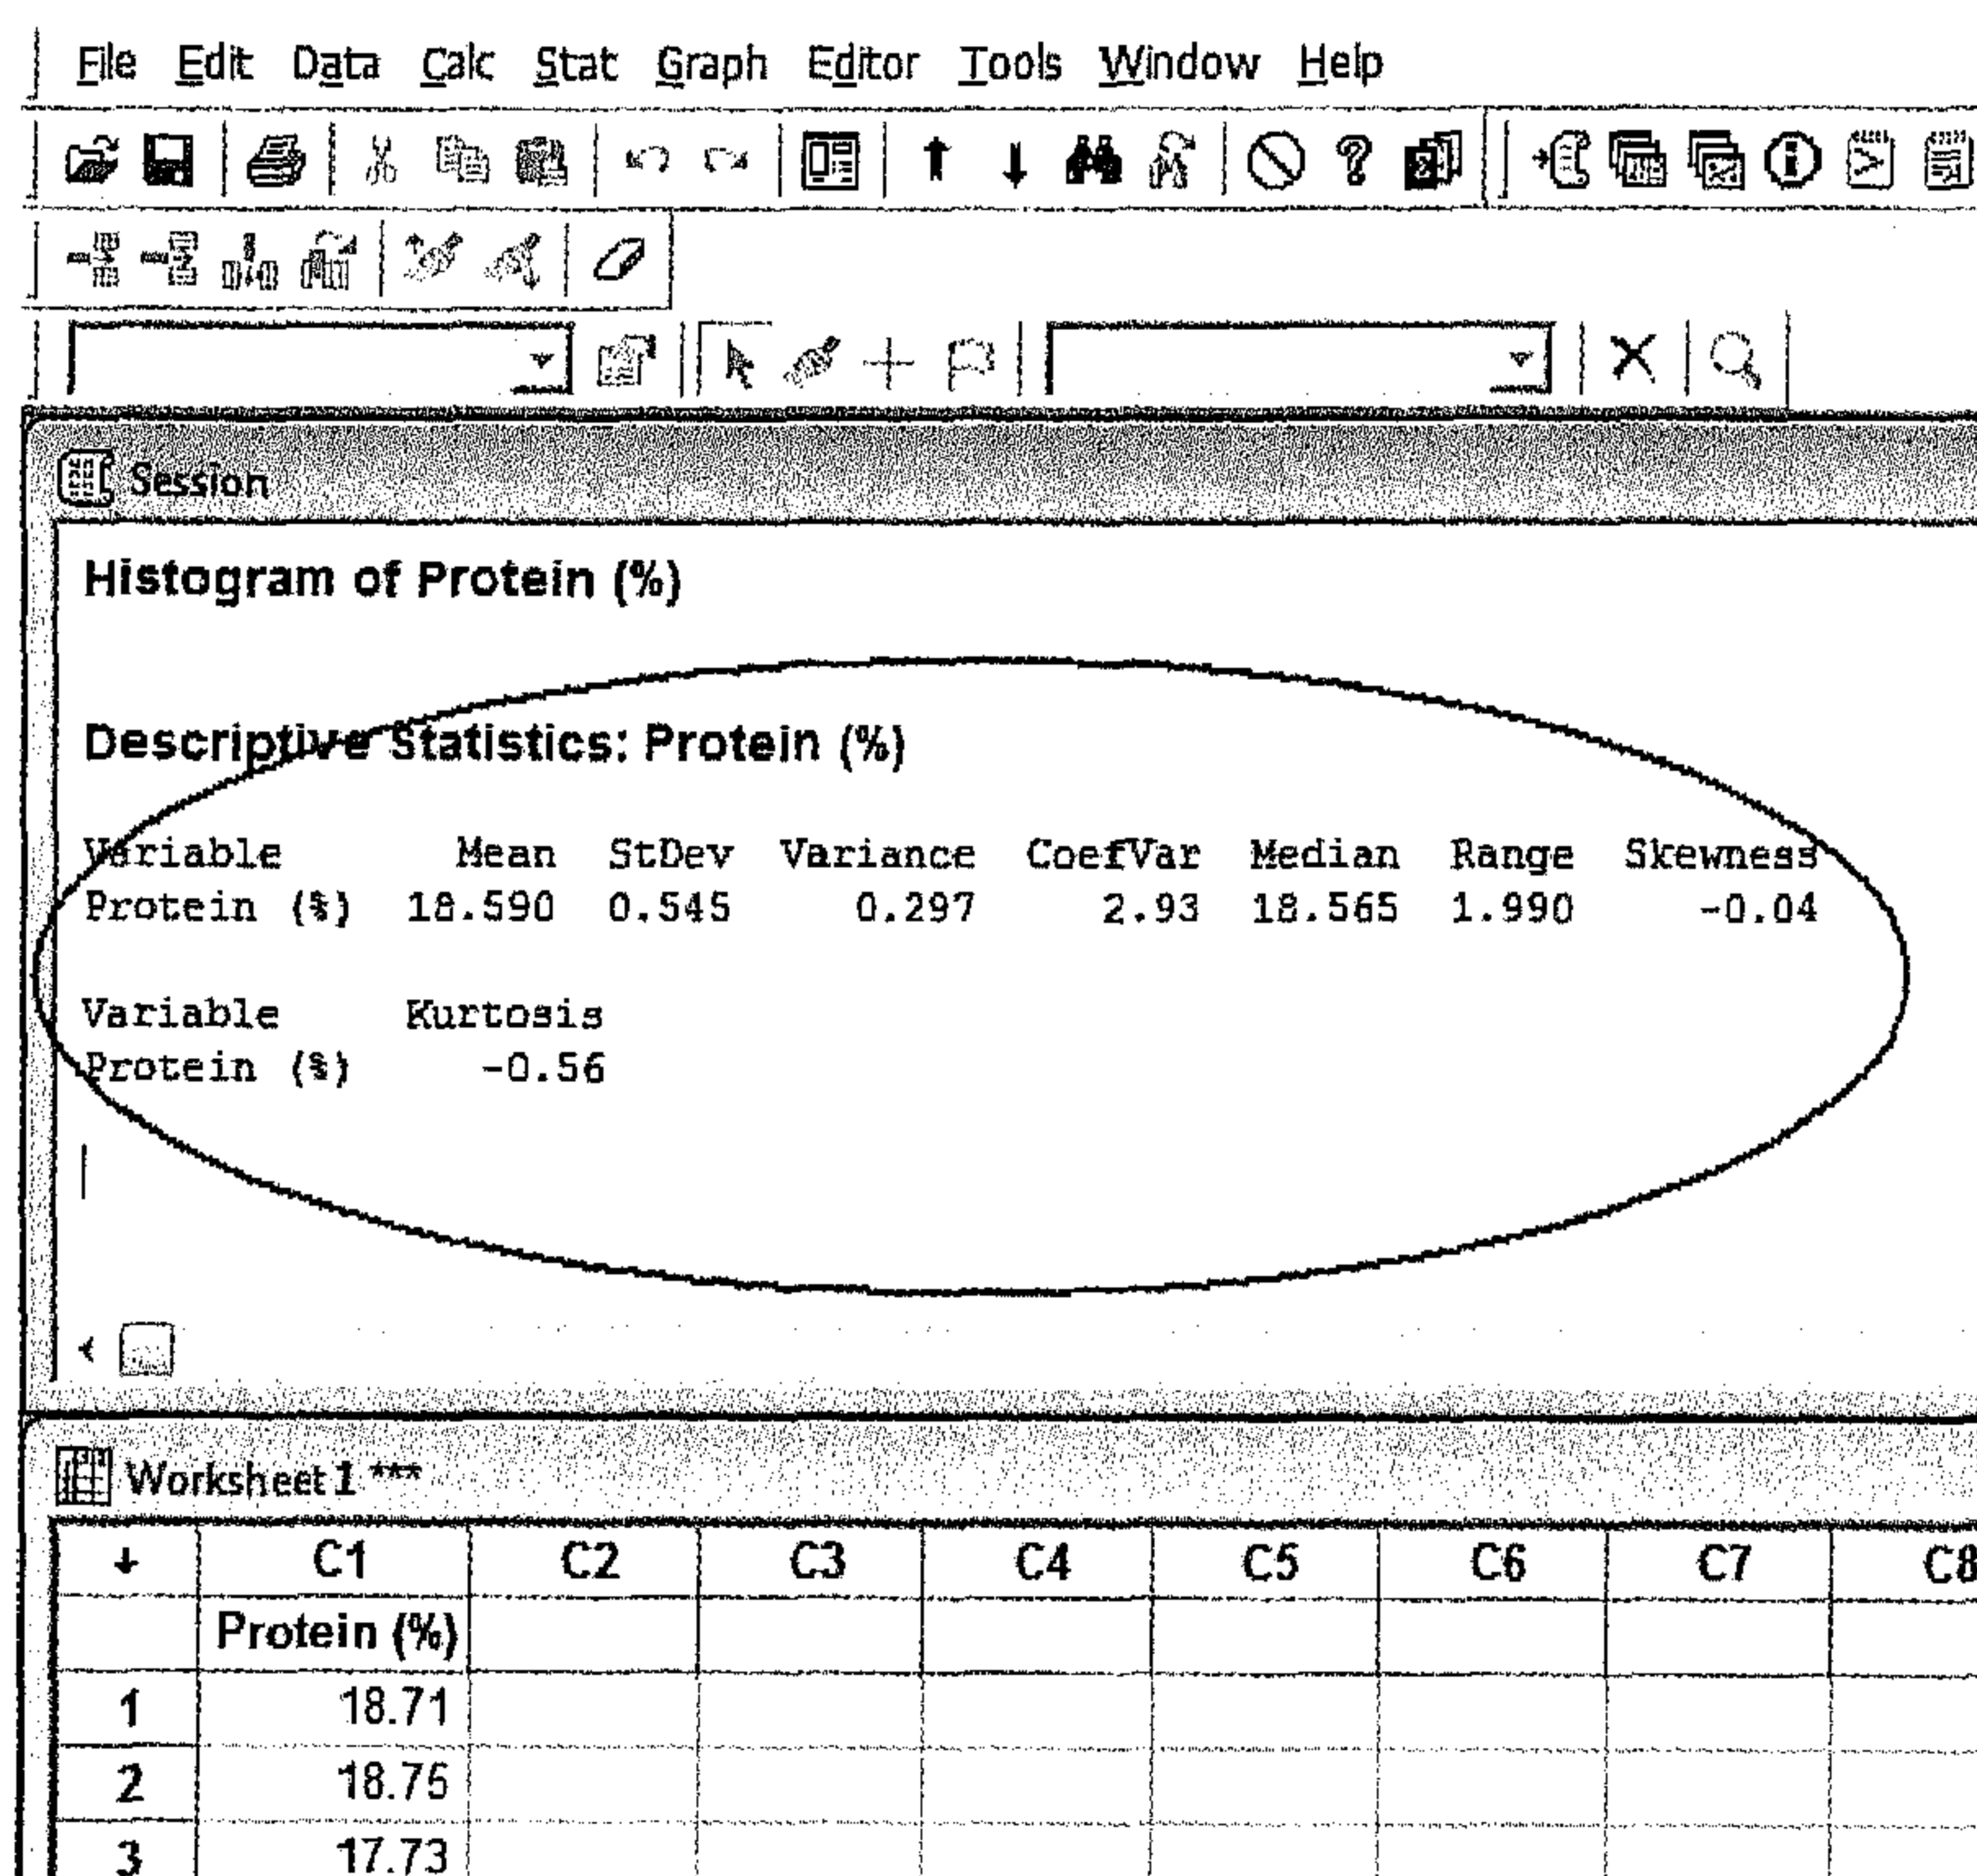 File Edit Data Calc Stat Graph Editor Tools Window Help
Session
Histogram of Protein (%)
Descriptive Statistics: Protein (%)
Variable Mean StDev Variance CoefVar Median Range Skewness
Protein (%) 18.590 0.545 0.297 2.93 18.565 1.990 -0.04
Variable Kurtosis
Protein (%) -0.56
Worksheet 1 ***
C1 C2 C3 C4 C5 C6 C7 C8
Protein (%)
1 18.71
2 18.75
3 17.73